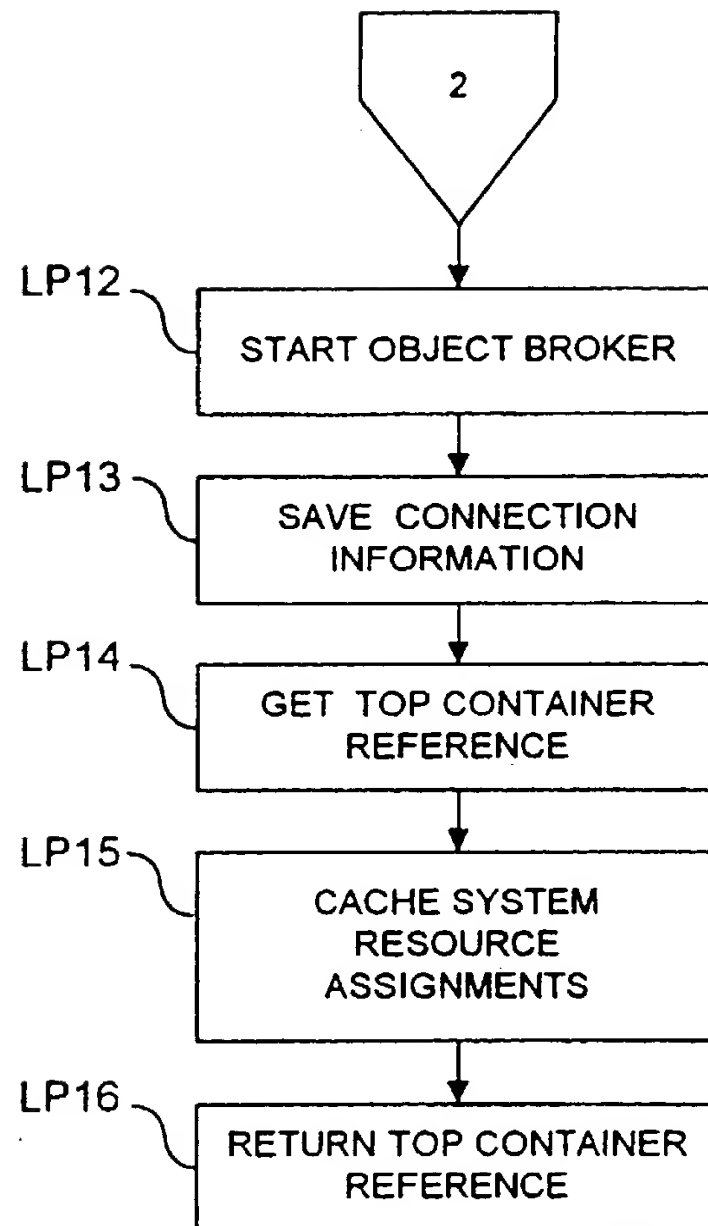 2
LP12
START OBJECT BROKER
LP13
SAVE CONNECTION
INFORMATION
LP14
GET TOP CONTAINER
REFERENCE
LP15
CACHE SYSTEM
RESOURCE
ASSIGNMENTS
LP16
RETURN TOP CONTAINER
REFERENCE